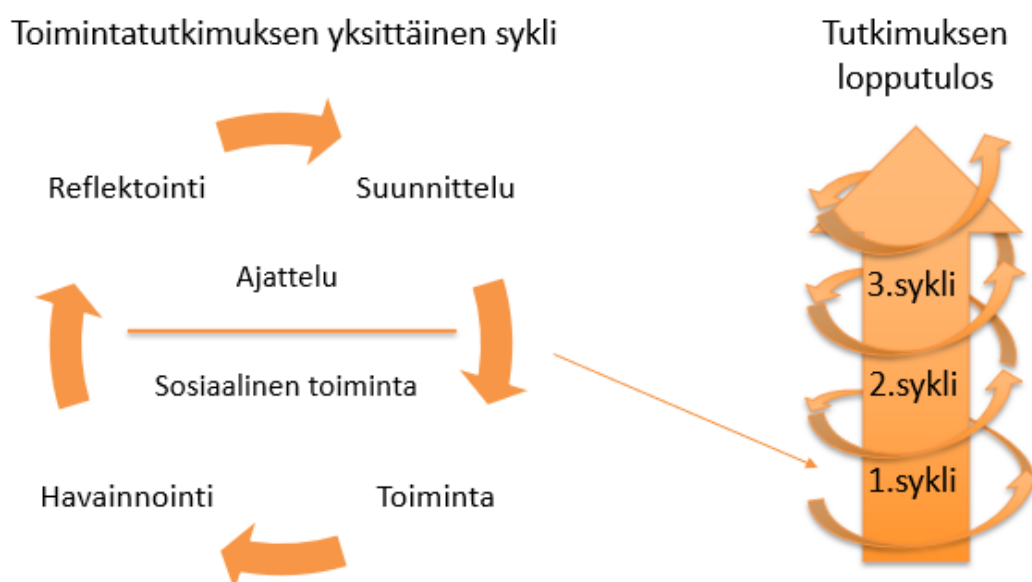 Toimintatutkimuksen yksittäinen sykli
Reflektointi
Suunnittelu
Ajattelu
Sosiaalinen toiminta
Havainnointi
Toiminta
Tutkimuksen
lopputulos
3.sykli
2.sykli
1.sykli